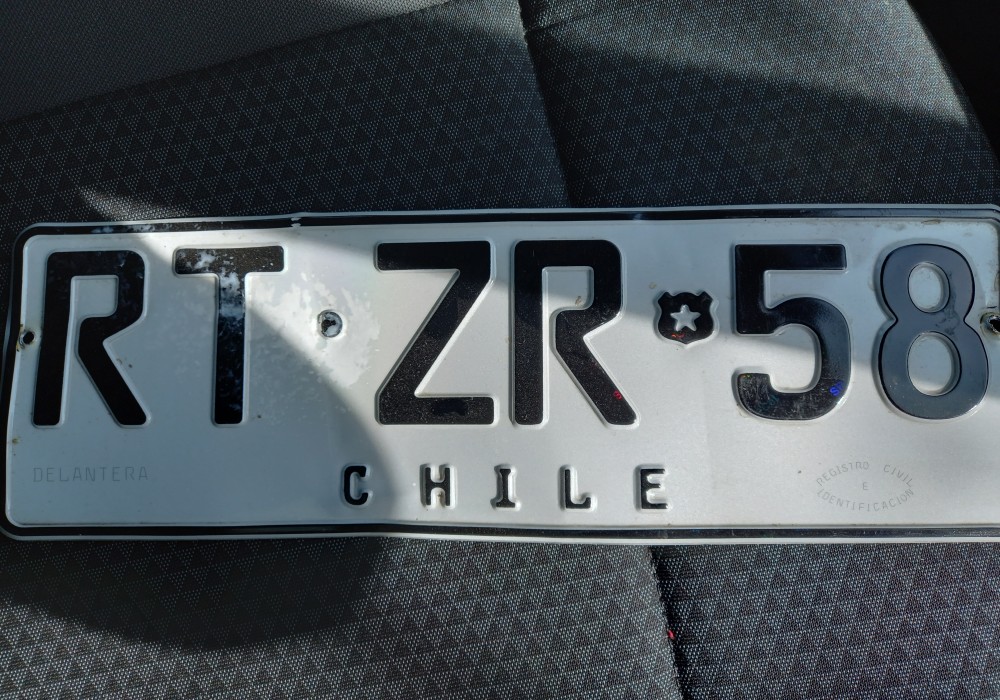 RT·ZR 58
DELANTERA
CHILE
REGISTRO CIVIL
E
IDENTIFICACION